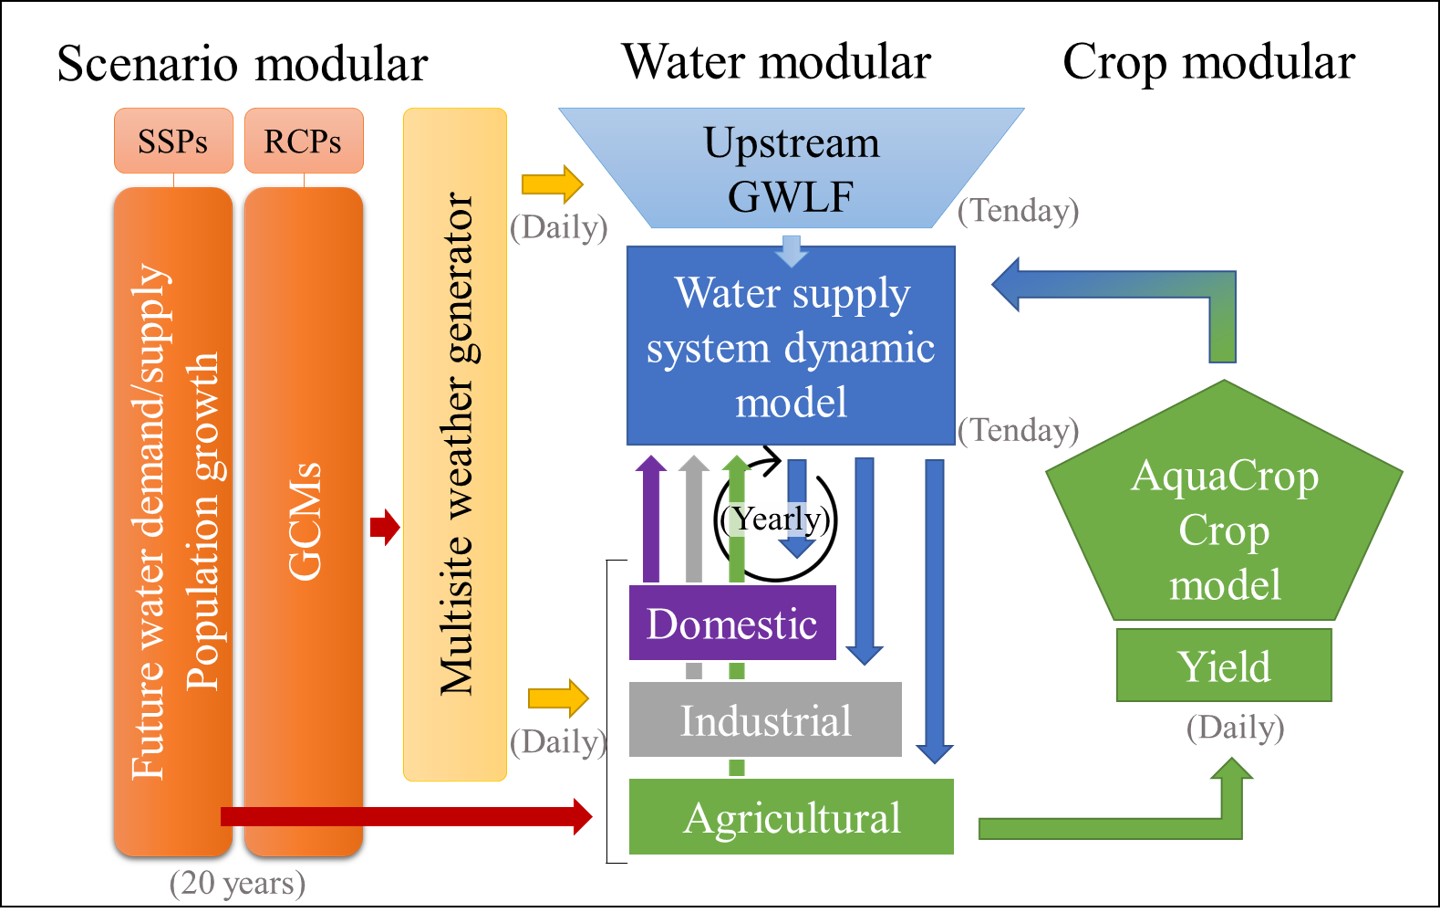 Scenario modular
Water modular
Crop modular
SSPs
RCPs
Future water demand/supply
Population growth
GCMs
(20 years)
Multisite weather generator
(Daily)
(Daily)
Upstream
GWLF
(Tenday)
Water supply
system dynamic
model
(Tenday)
(Yearly)
Domestic
Industrial
Agricultural
AquaCrop
Crop
model
Yield
(Daily)